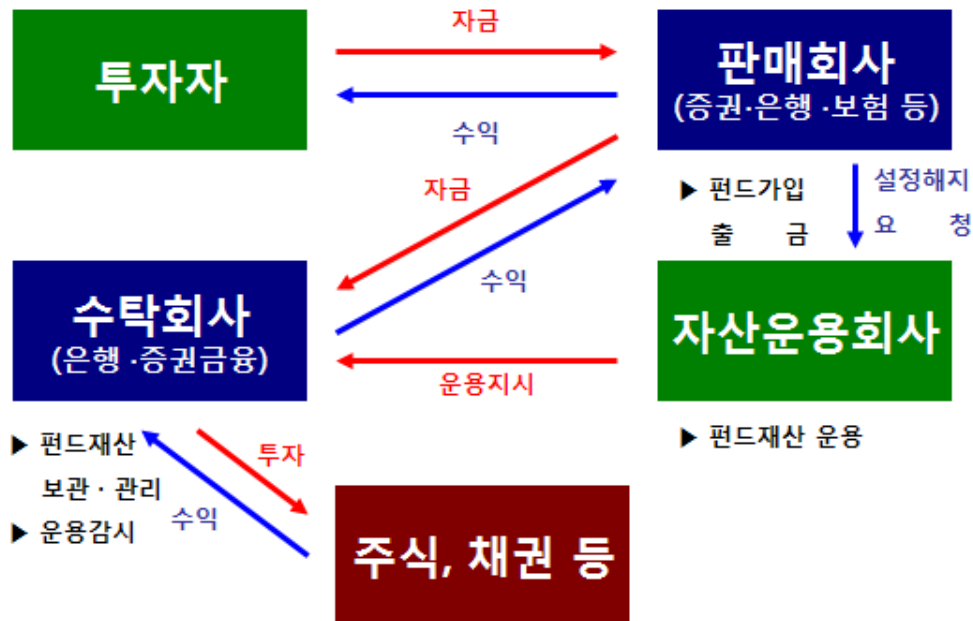 자금
투자자
판매회사
(증권·은행 ·보험 등)
수익
자금
▶ 펀드가입
출 금
설정해지
요 청
수익
수탁회사
(은행 ·증권금융)
자산운용회사
운용지시
▶ 펀드재산
보관 · 관리
▶ 운용감시
투자
수익
▶ 펀드재산 운용
주식, 채권 등